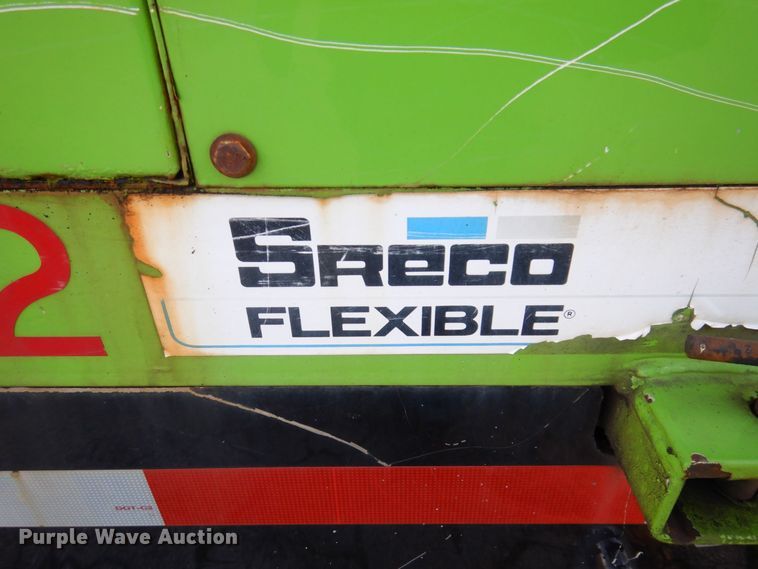 2
SRECO
FLEXIBLE®
DOT-C2
Purple Wave Auction